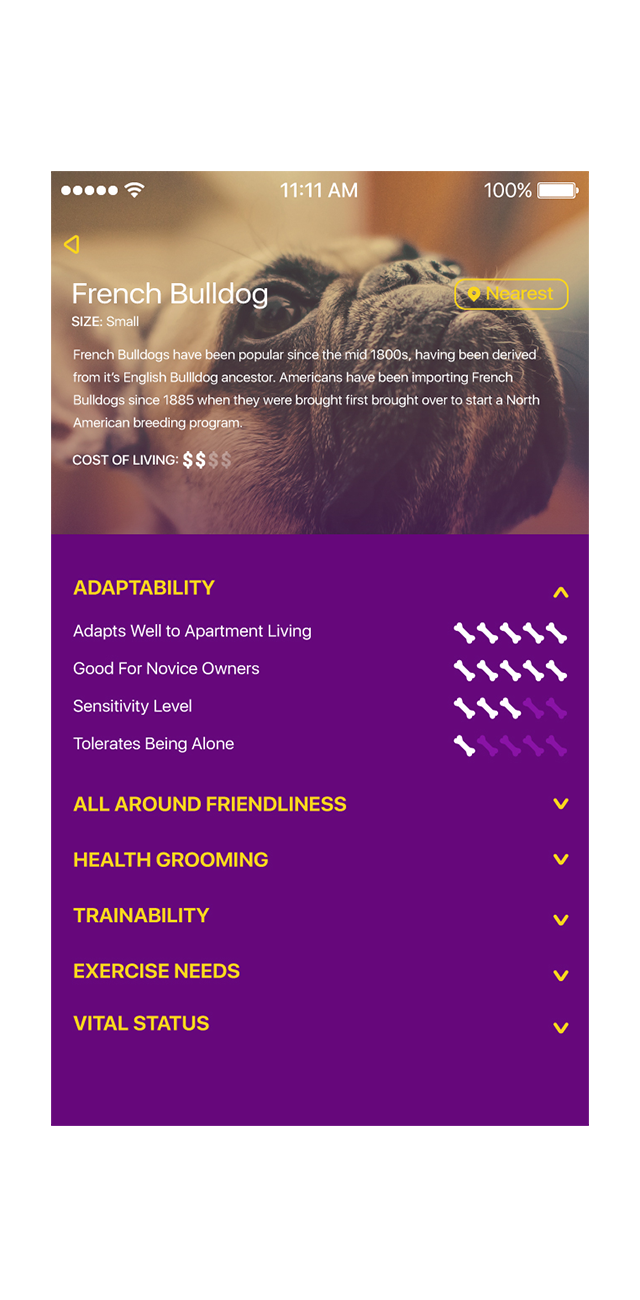 11:11 AM
100%
French Bulldog
Nearest
SIZE: Small
French Bulldogs have been popular since the mid 1800s, having been derived
from it's English Bullldog ancestor. Americans have been importing French
Bulldogs since 1885 when they were brought first brought over to start a North
American breeding program.
COST OF LIVING: $$$$
ADAPTABILITY
Adapts Well to Apartment Living
Good For Novice Owners
Sensitivity Level
Tolerates Being Alone
ALL AROUND FRIENDLINESS
HEALTH GROOMING
TRAINABILITY
EXERCISE NEEDS
VITAL STATUS